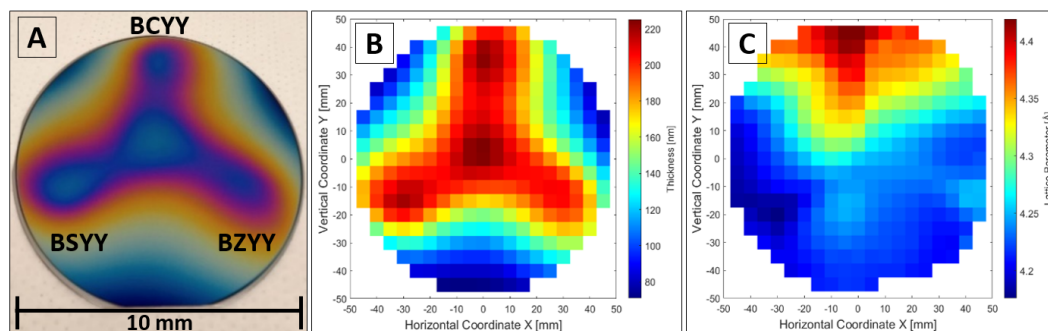 A
BCYY
BSYY
BZYY
10 mm
B
50
40
30
20
10
0
-10
-20
-30
-40
-50
Vertical Coordinate Y [mm]
-50 -40 -30 -20 -10 0 10 20 30 40 50
Horizontal Coordinate X [mm]
220
200
180
160
140
120
100
80
Thickness [nm]
C
50
40
30
20
10
0
-10
-20
-30
-40
-50
Vertical Coordinate Y [mm]
-50 -40 -30 -20 -10 0 10 20 30 40 50
Horizontal Coordinate X [mm]
4.4
4.35
4.3
4.25
4.2
Lattice Parameter [Å]